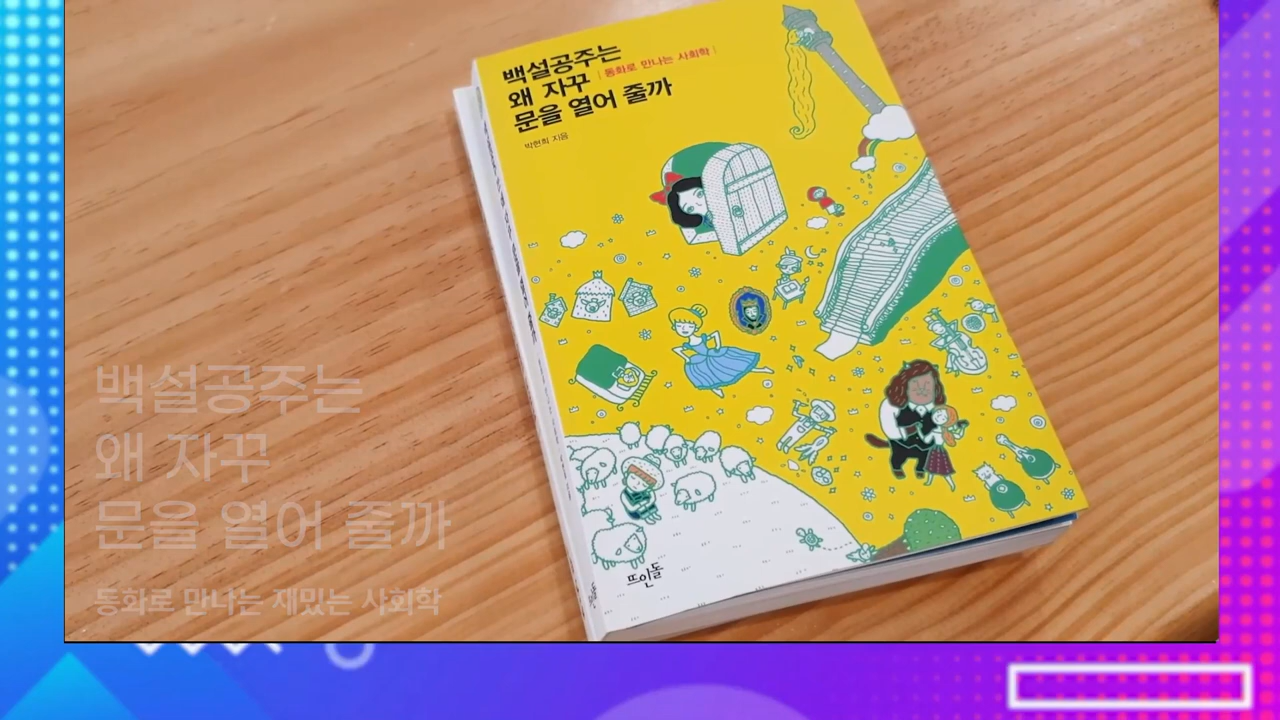 백설공주는
왜 자꾸 | 동화로 만나는 사회학 |
문을 열어 줄까
박현희 지음
뜨인돌
백설공주는
왜 자꾸
문을 열어 줄까
동화로 만나는 재밌는 사회학